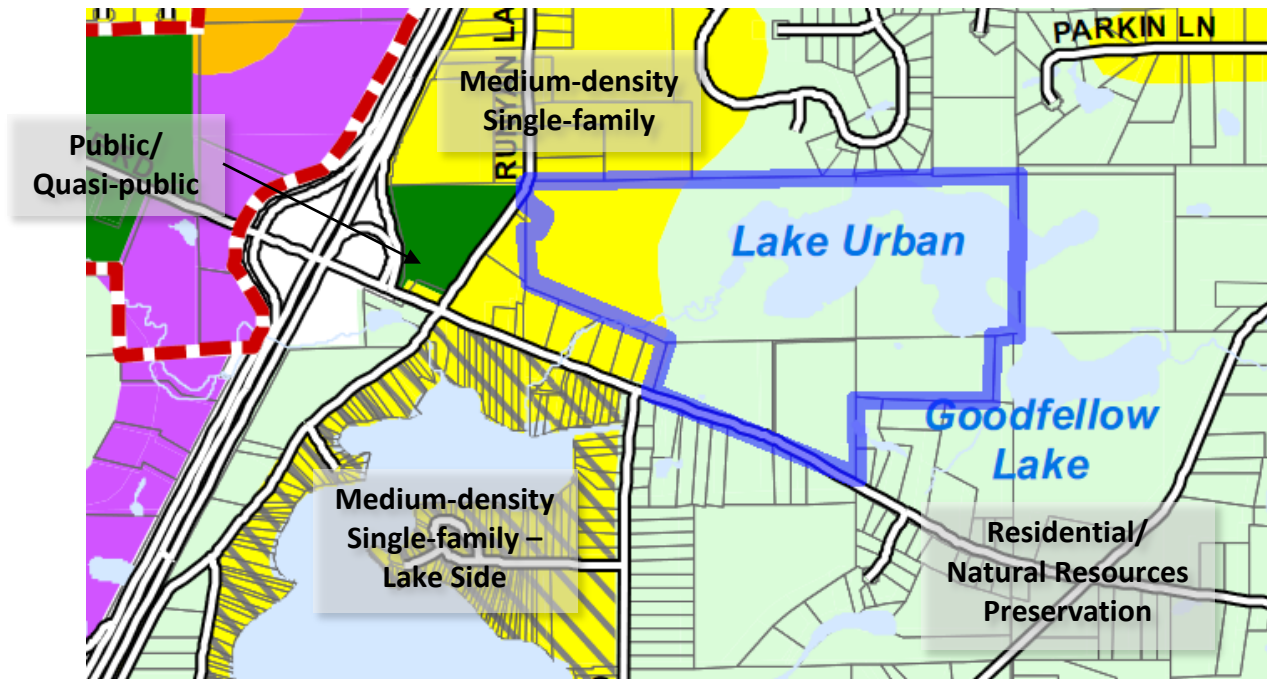 PARKIN LN
Medium-density
Single-family
Public/
Quasi-public
Lake Urban
Goodfellow
Lake
Medium-density
Single-family –
Lake Side
Residential/
Natural Resources
Preservation